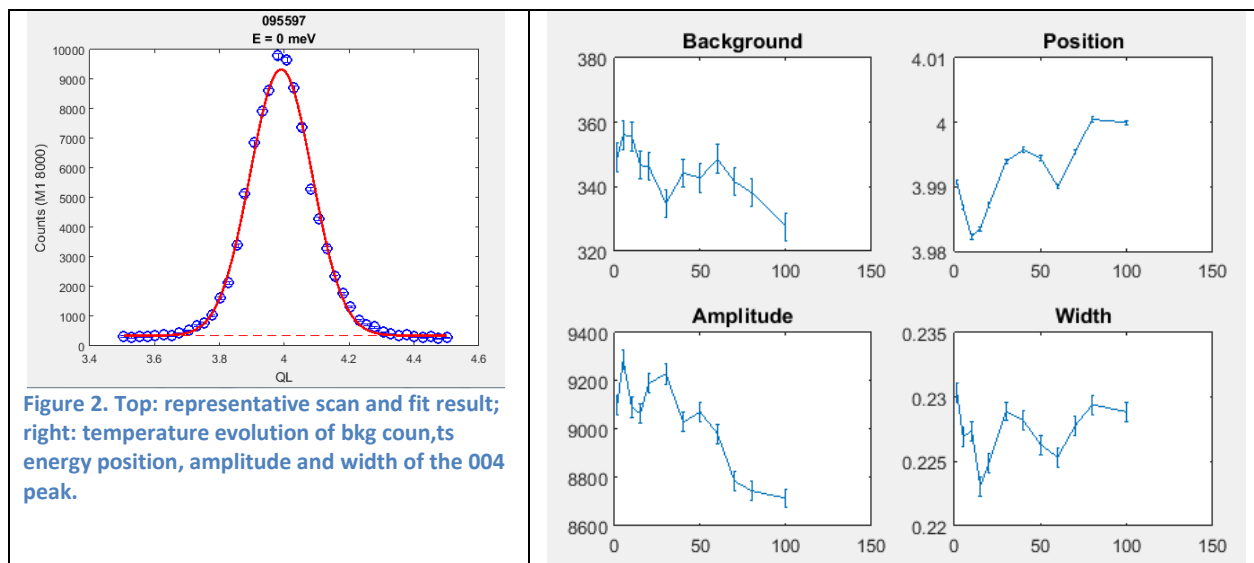 095597
E = 0 meV
Counts (M1 8000)
10000
9000
8000
7000
6000
5000
4000
3000
2000
1000
0
3.4 3.6 3.8 4 4.2 4.4 4.6
QL
Figure 2. Top: representative scan and fit result;
right: temperature evolution of bkg coun,ts
energy position, amplitude and width of the 004
peak.
Background
380
360
340
320
0 50 100 150
Position
4.01
4
3.99
3.98
0 50 100 150
Amplitude
9400
9200
9000
8800
8600
0 50 100 150
Width
0.235
0.23
0.225
0.22
0 50 100 150